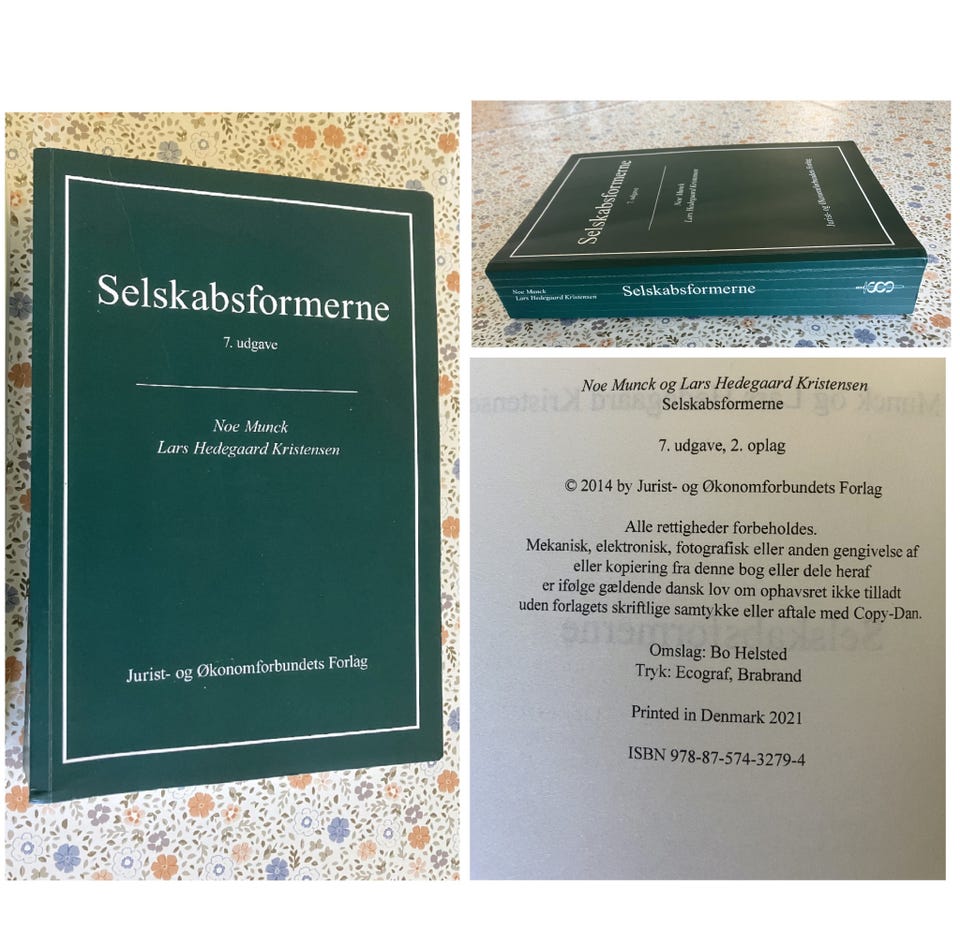 Selskabsformerne
7. udgave
Noe Munck
Lars Hedegaard Kristensen
Jurist- og Økonomforbundets Forlag
Selskabsformerne
7. udgave
Noe Munck
Lars Hedegaard Kristensen
Jurist- og Økonomforbundets Forlag
Noe Munck
Lars Hedegaard Kristensen
Selskabsformerne
Noe Munck og Lars Hedegaard Kristensen
Selskabsformerne
7. udgave, 2. oplag
© 2014 by Jurist- og Økonomforbundets Forlag
Alle rettigheder forbeholdes.
Mekanisk, elektronisk, fotografisk eller anden gengivelse af
eller kopiering fra denne bog eller dele heraf
er ifølge gældende dansk lov om ophavsret ikke tilladt
uden forlagets skriftlige samtykke eller aftale med Copy-Dan.
Omslag: Bo Helsted
Tryk: Ecograf, Brabrand
Printed in Denmark 2021
ISBN 978-87-574-3279-4